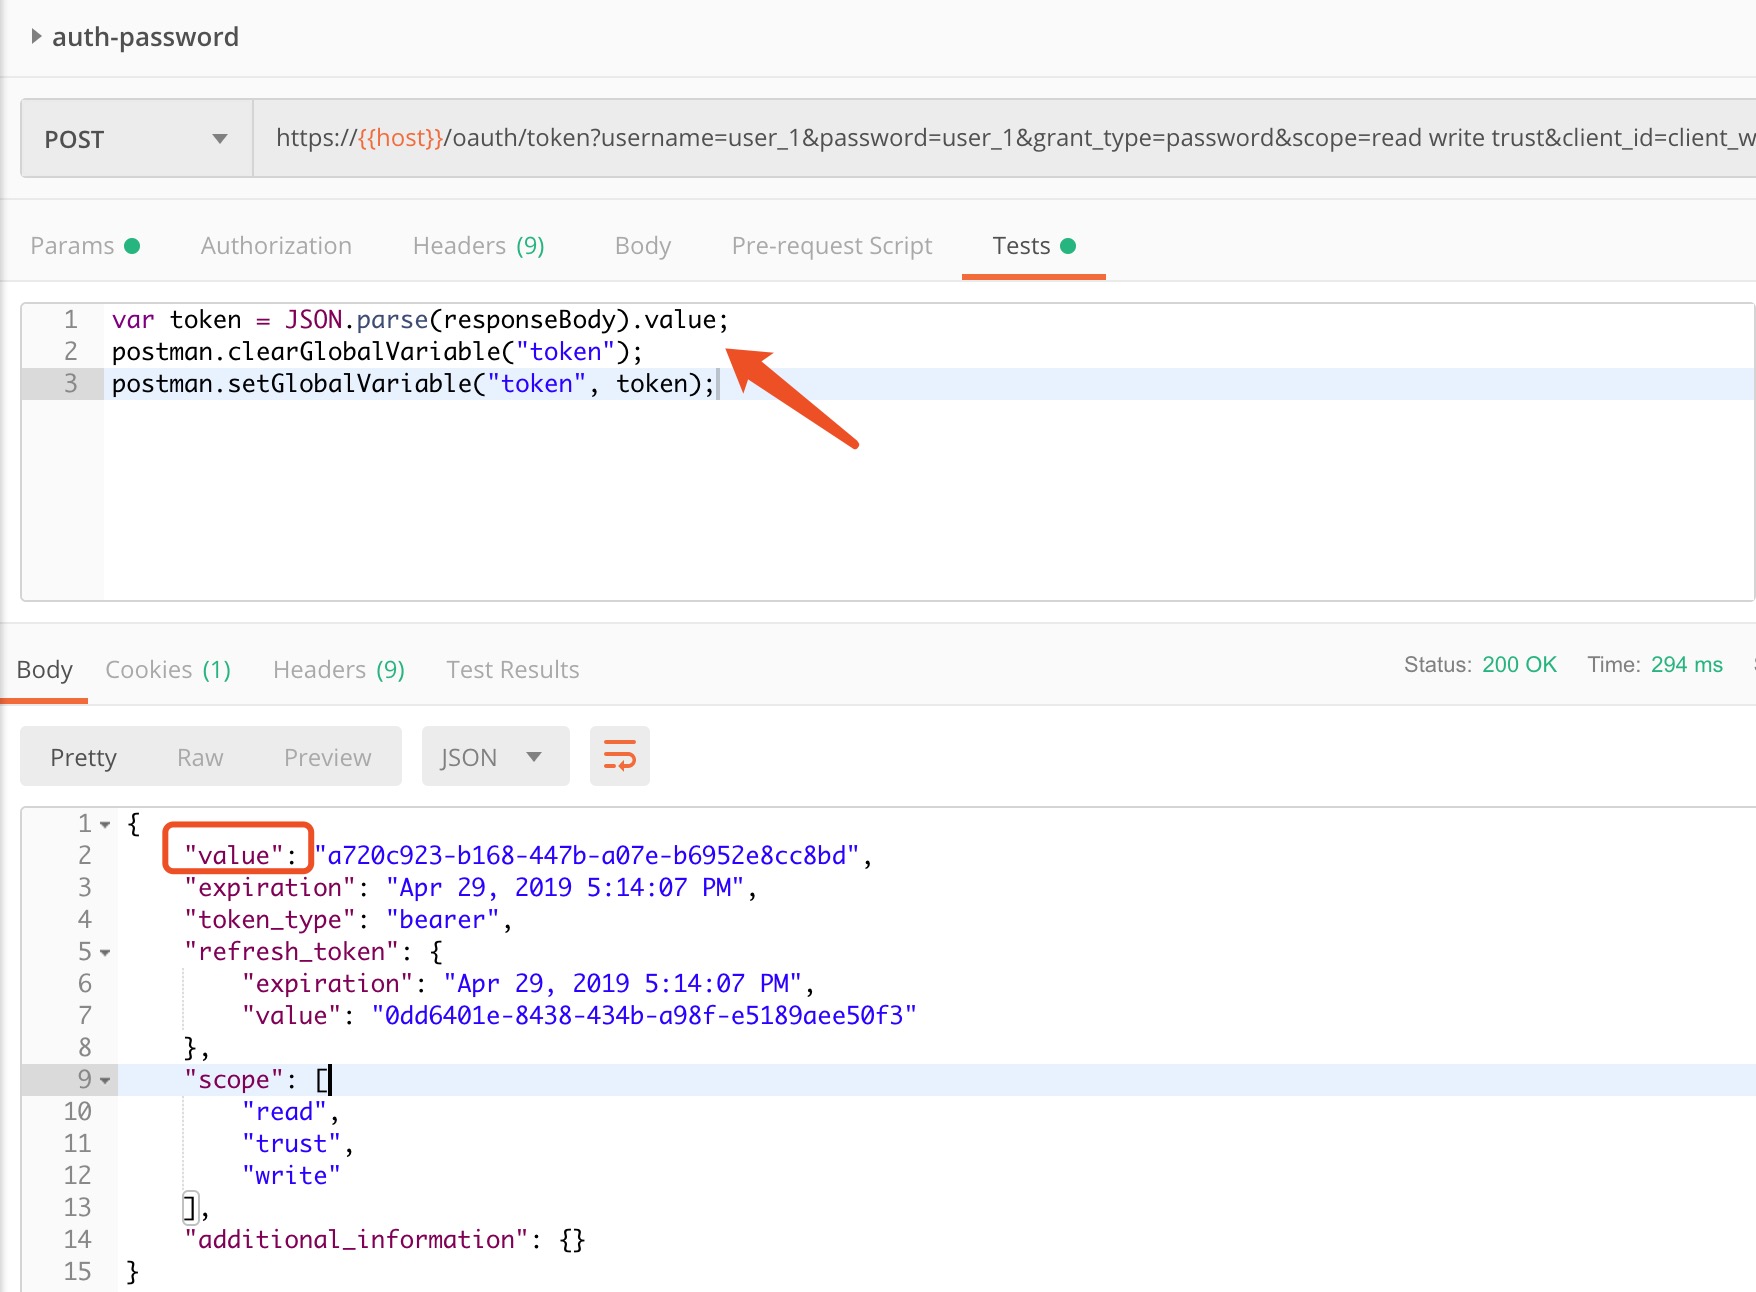 auth-password
POST https://{{host}}/oauth/token?username=user_1&password=user_1&grant_type=password&scope=read write trust&client_id=client_w
Params Authorization Headers (9) Body Pre-request Script Tests
1 var token = JSON.parse(responseBody).value;
2 postman.clearGlobalVariable("token");
3 postman.setGlobalVariable("token", token);
Body Cookies (1) Headers (9) Test Results Status: 200 OK Time: 294 ms
Pretty Raw Preview JSON
1 {
2 "value": "a720c923-b168-447b-a07e-b6952e8cc8bd",
3 "expiration": "Apr 29, 2019 5:14:07 PM",
4 "token_type": "bearer",
5 "refresh_token": {
6 "expiration": "Apr 29, 2019 5:14:07 PM",
7 "value": "0dd6401e-8438-434b-a98f-e5189aee50f3"
8 },
9 "scope": [
10 "read",
11 "trust",
12 "write"
13 ],
14 "additional_information": {}
15 }